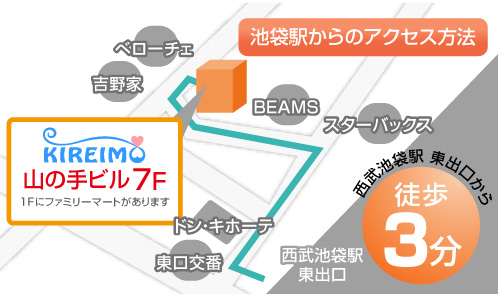 池袋駅からのアクセス方法
ベローチェ
吉野家
BEAMS
スターバックス
KIREIMO
山の手ビル7F
1Fにファミリーマートがあります
ドン・キホーテ
東口交番
西武池袋駅
東出口
西武池袋駅 東出口から
徒歩
3分